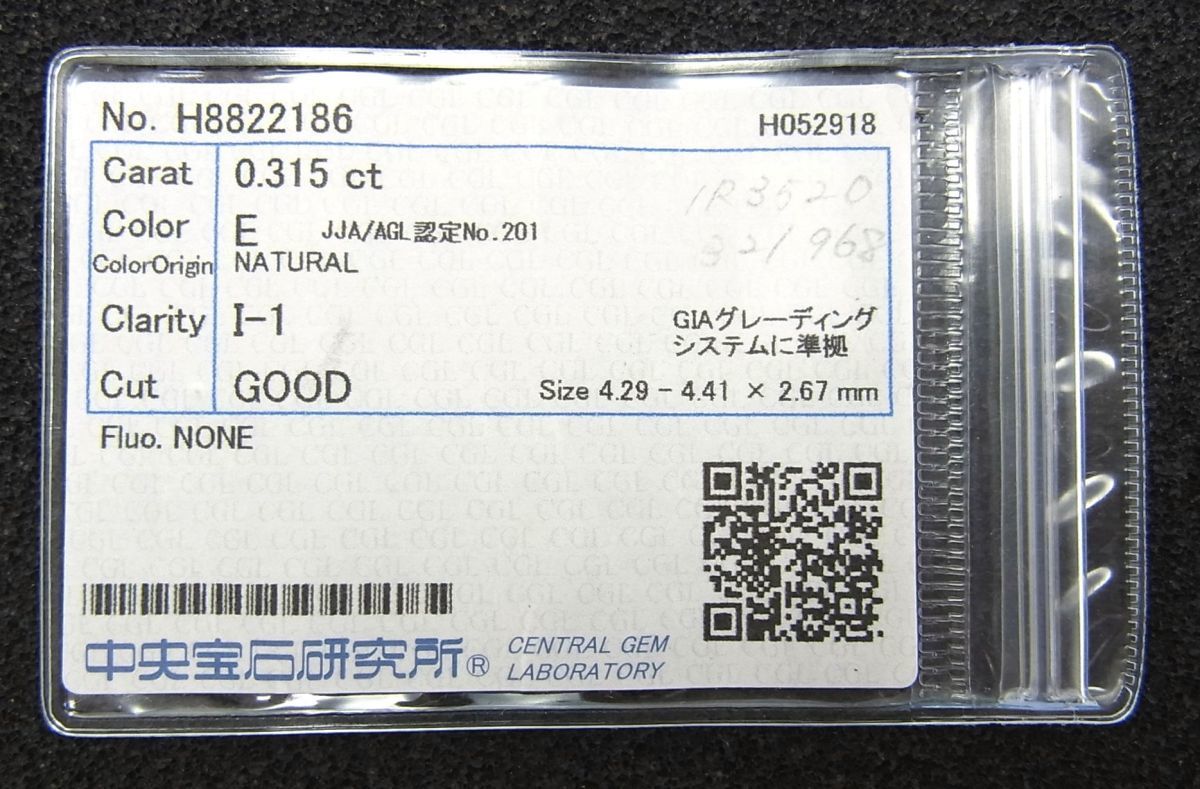 No. H8822186
H052918
Carat 0.315 ct
1R3520
Color E JJA/AGL認定No.201
321968
ColorOrigin NATURAL
Clarity I-1
GIAグレーディング
システムに準拠
Cut GOOD
Size 4.29 - 4.41 × 2.67 mm
Fluo. NONE
中央宝石研究所®
CENTRAL GEM
LABORATORY